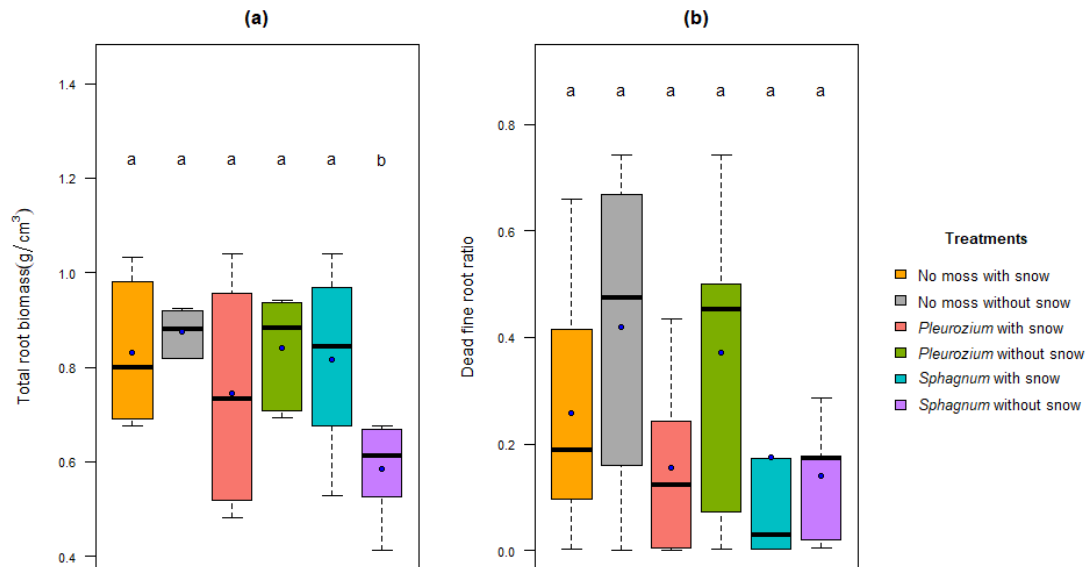 (a)
Total root biomass(g/cm³)
1.4
1.2
1.0
0.8
0.6
0.4
a a a a a b
(b)
Dead fine root ratio
0.8
0.6
0.4
0.2
0.0
a a a a a a
Treatments
No moss with snow
No moss without snow
Pleurozium with snow
Pleurozium without snow
Sphagnum with snow
Sphagnum without snow